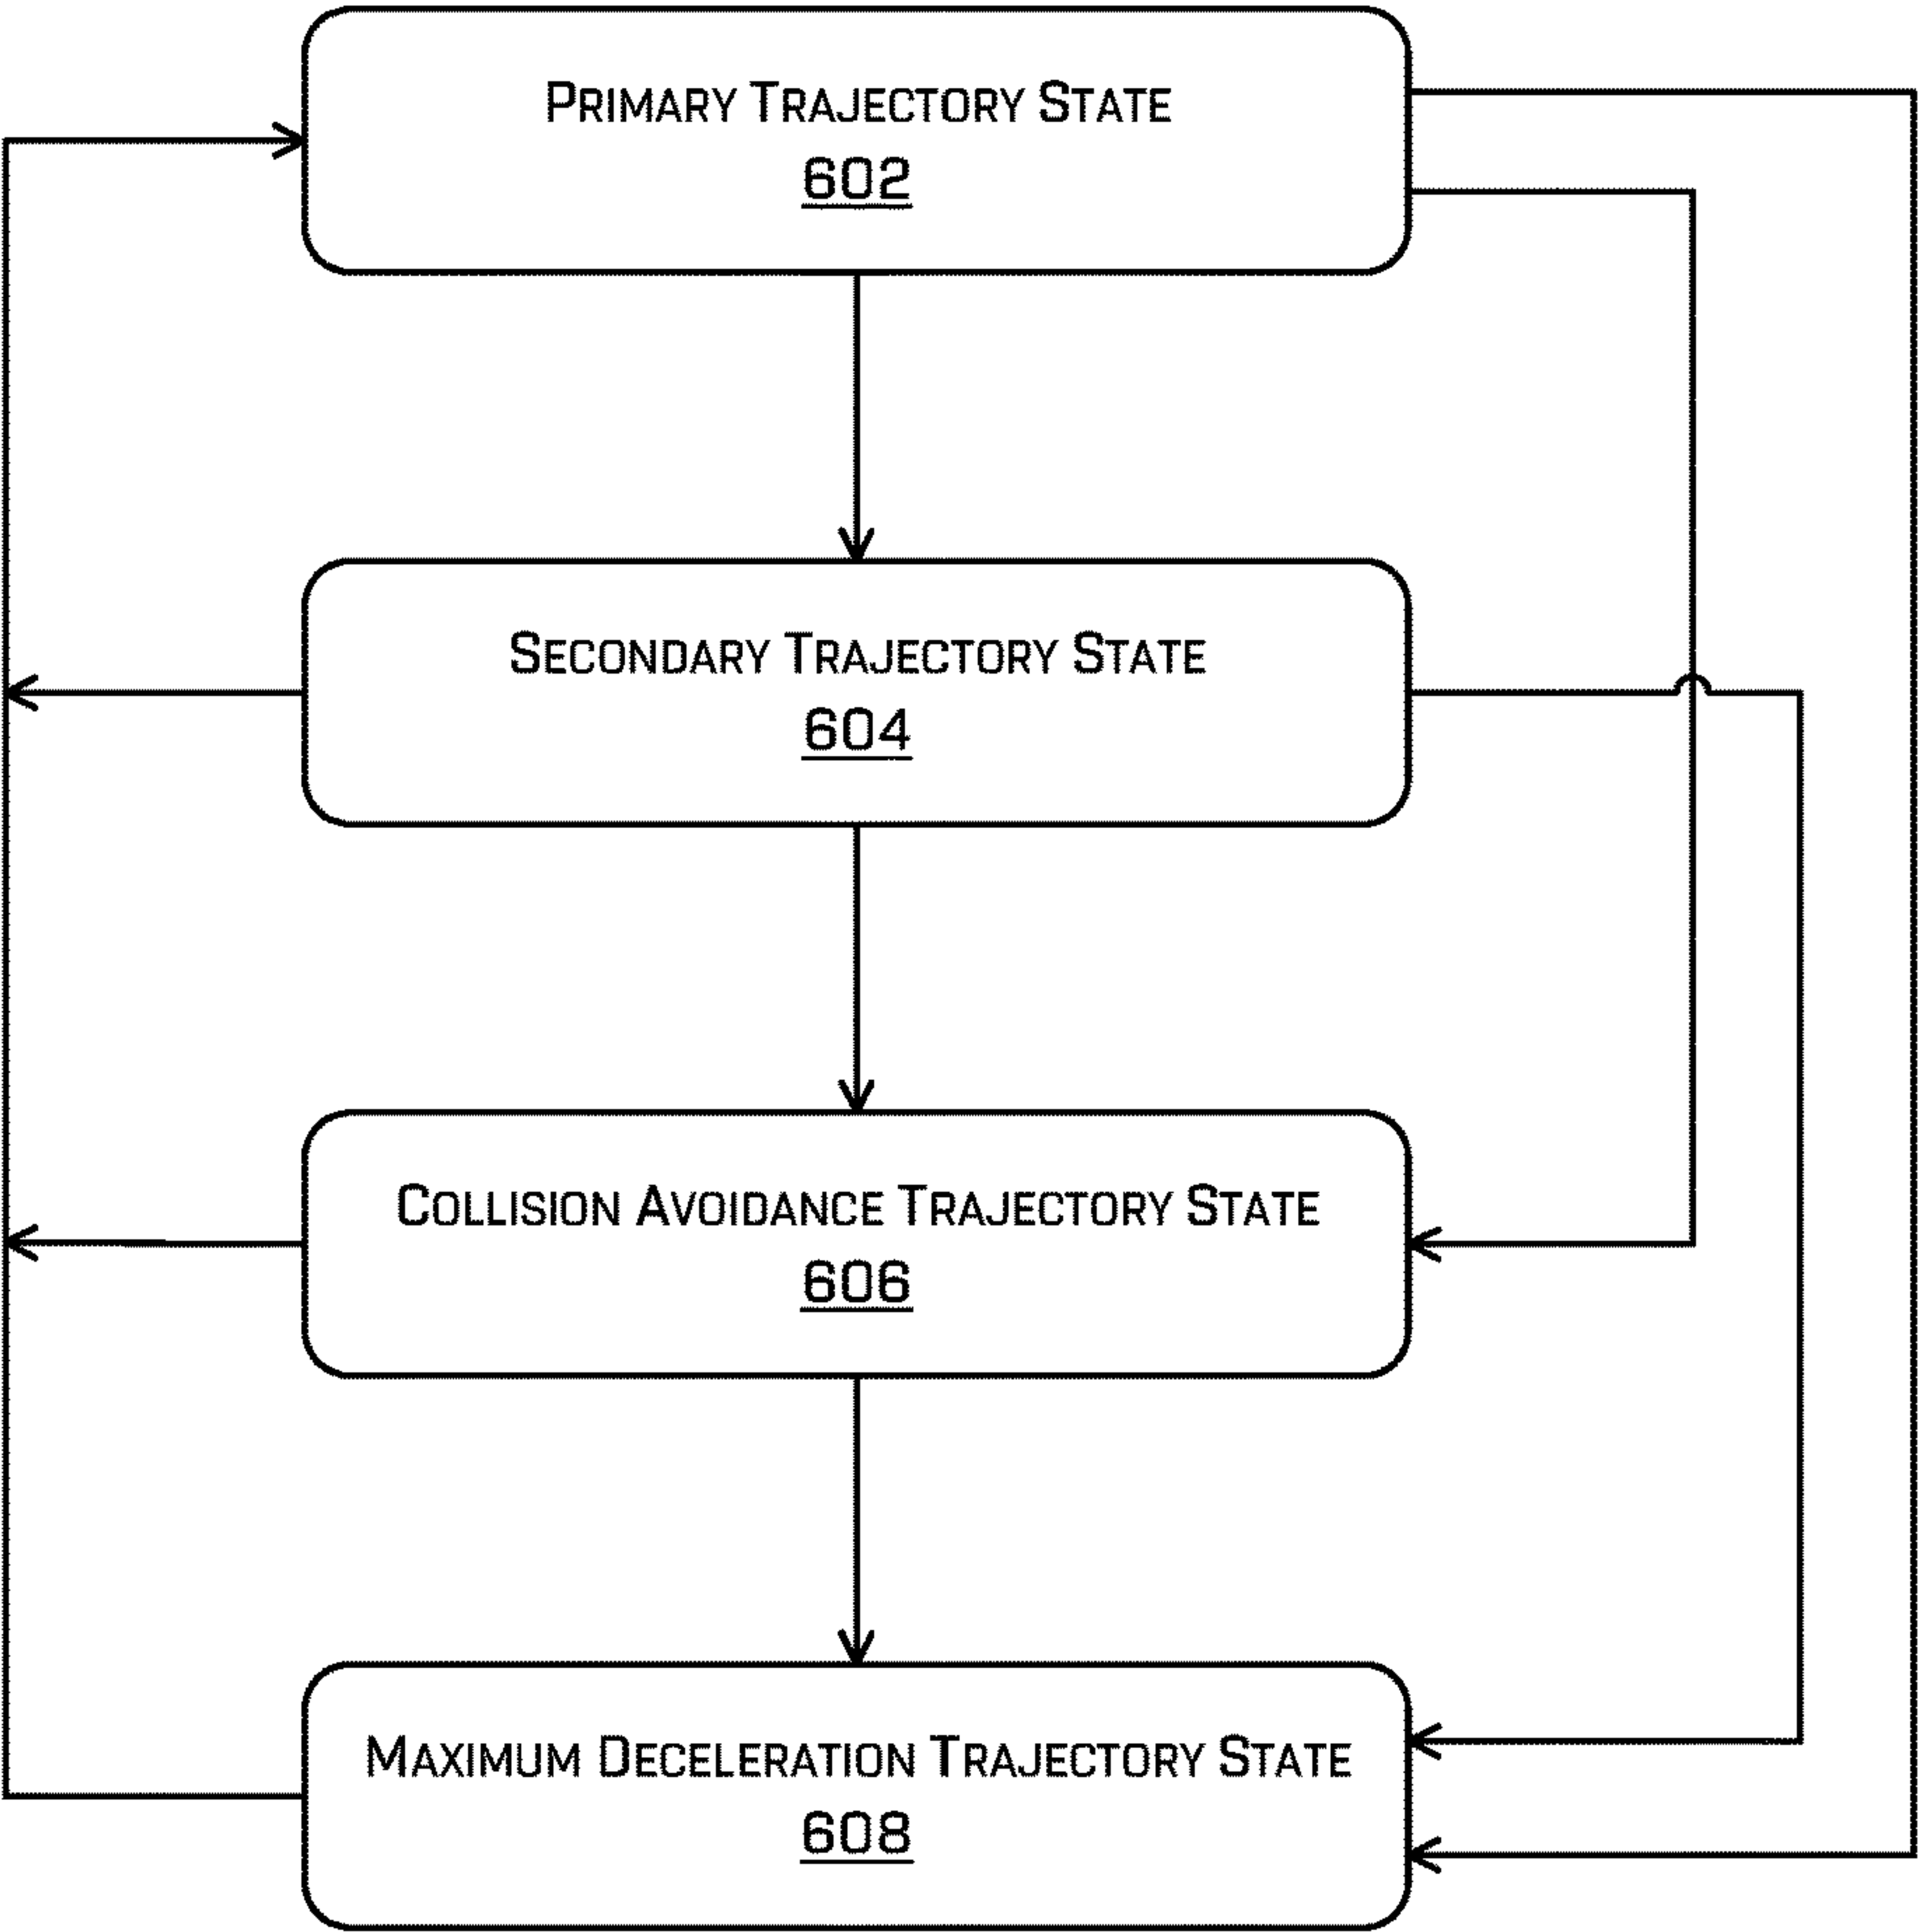 PRIMARY TRAJECTORY STATE
602
SECONDARY TRAJECTORY STATE
604
COLLISION AVOIDANCE TRAJECTORY STATE
606
MAXIMUM DECELERATION TRAJECTORY STATE
608